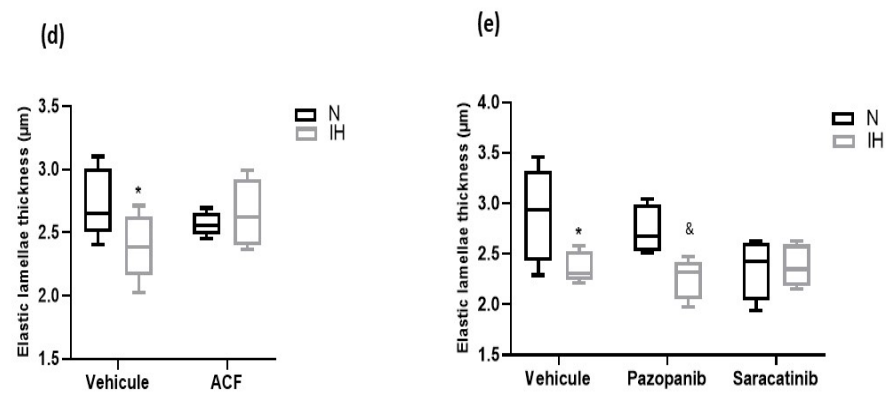 (d)
Elastic lamellae thickness (µm)
3.5
3.0
2.5
2.0
1.5
*
N
IH
Vehicule ACF
(e)
Elastic lamellae thickness (µm)
4.0
3.5
3.0
2.5
2.0
1.5
*
&
N
IH
Vehicule Pazopanib Saracatinib